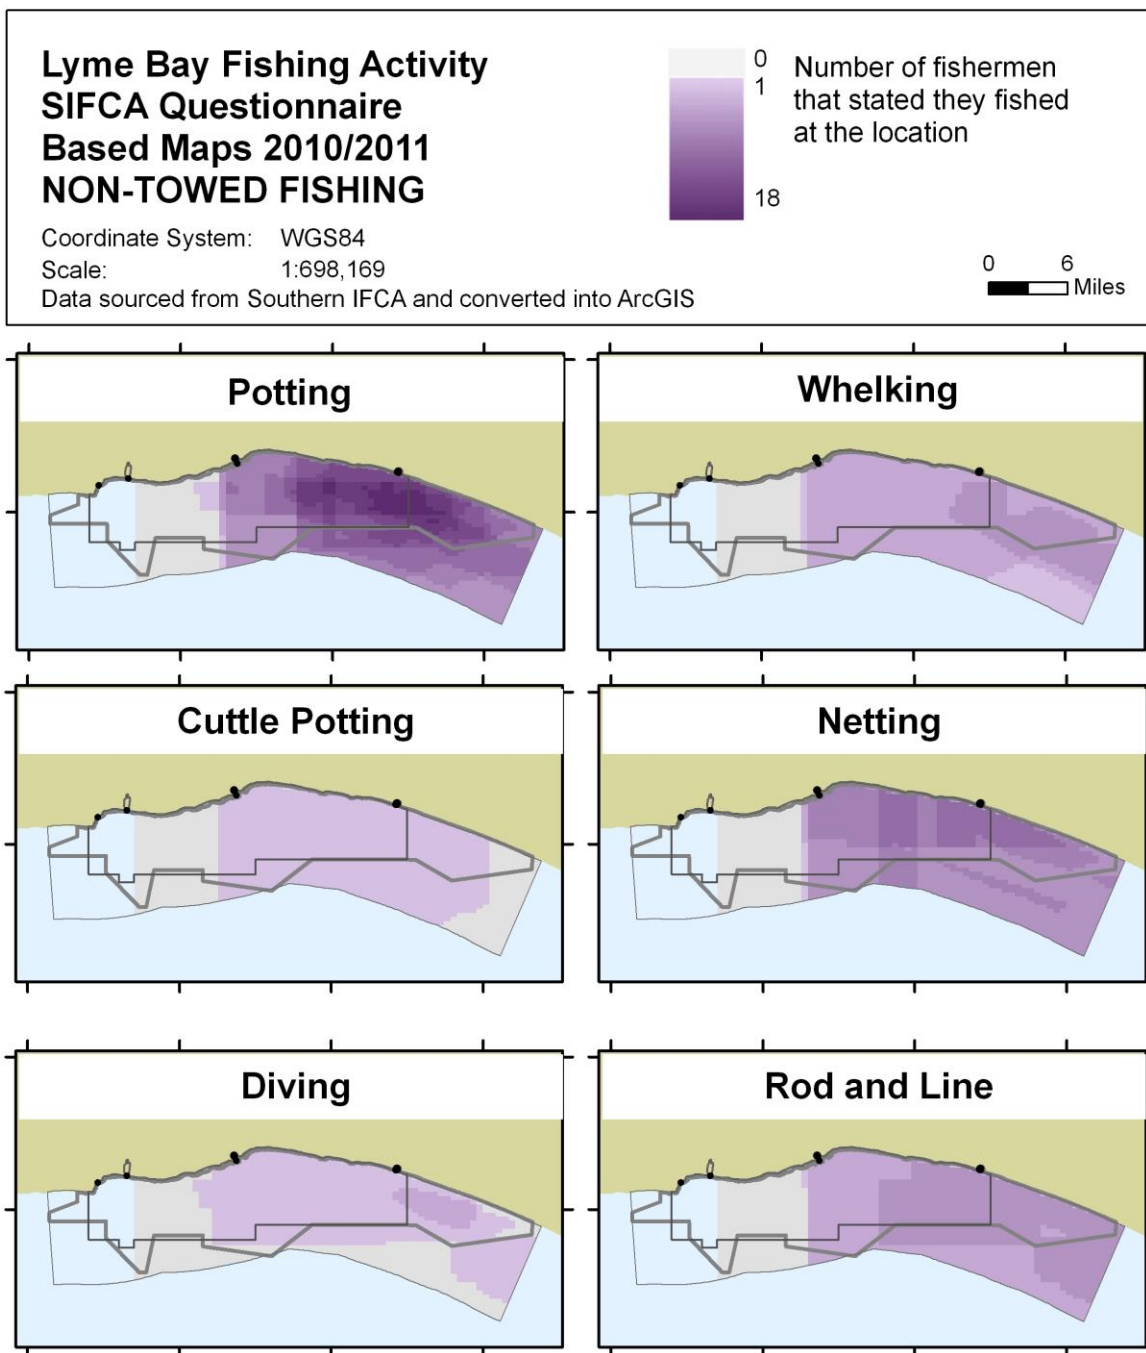 Lyme Bay Fishing Activity
SIFCA Questionnaire
Based Maps 2010/2011
NON-TOWED FISHING
Coordinate System: WGS84
Scale: 1:698,169
Data sourced from Southern IFCA and converted into ArcGIS
0
1
18
Number of fishermen
that stated they fished
at the location
0 6
Miles
Potting
Whelking
Cuttle Potting
Netting
Diving
Rod and Line